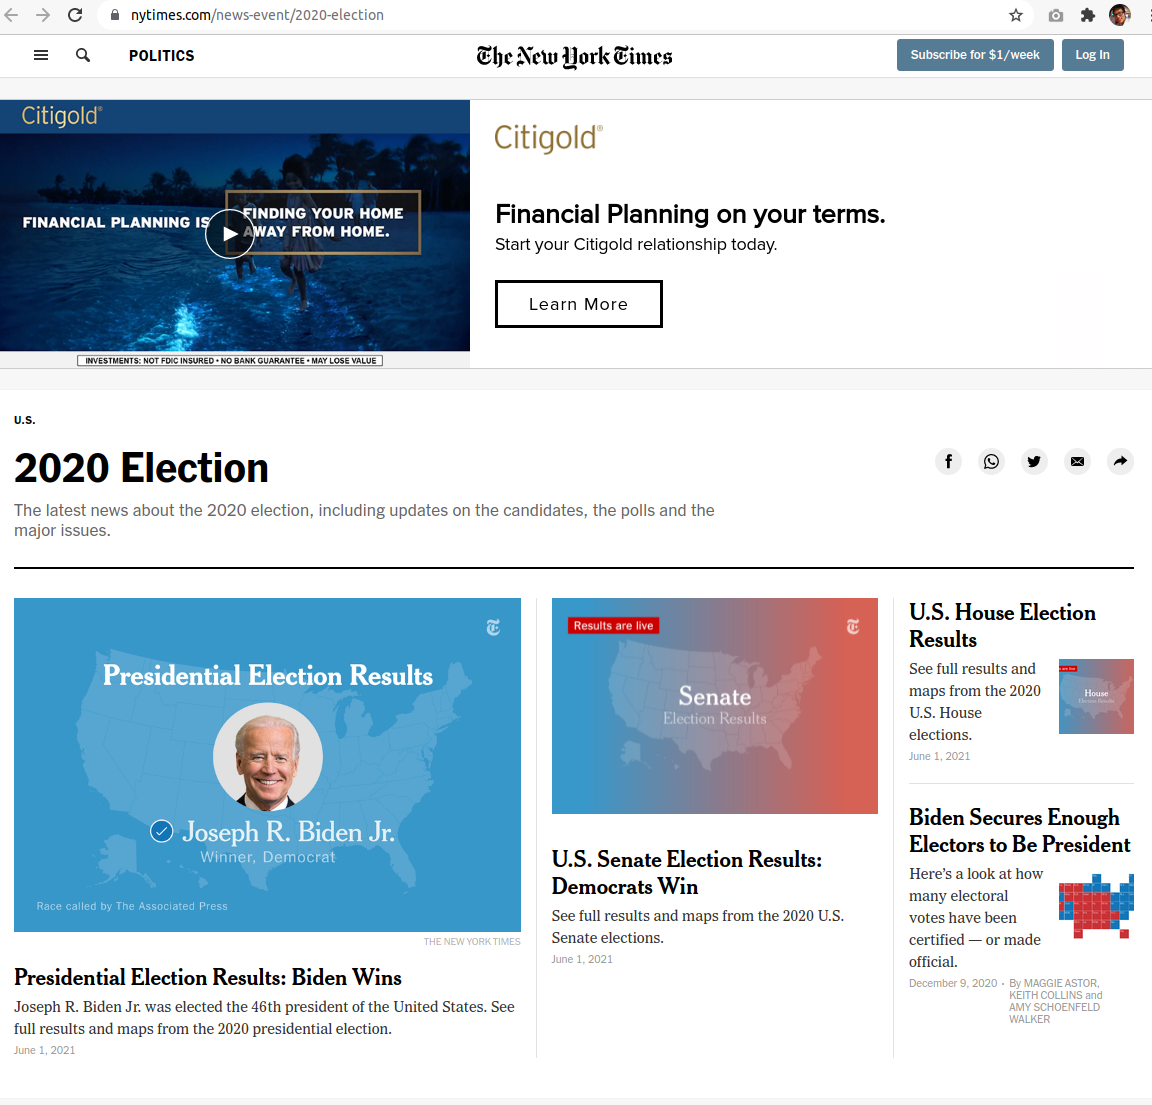 nytimes.com/news-event/2020-election
POLITICS
The New York Times
Subscribe for $1/week
Log In
Citigold®
FINANCIAL PLANNING IS
FINDING YOUR HOME
AWAY FROM HOME.
INVESTMENTS: NOT FDIC INSURED • NO BANK GUARANTEE • MAY LOSE VALUE
Citigold®
Financial Planning on your terms.
Start your Citigold relationship today.
Learn More
U.S.
2020 Election
The latest news about the 2020 election, including updates on the candidates, the polls and the
major issues.
Presidential Election Results
Joseph R. Biden Jr.
Winner, Democrat
Race called by The Associated Press
THE NEW YORK TIMES
Presidential Election Results: Biden Wins
Joseph R. Biden Jr. was elected the 46th president of the United States. See
full results and maps from the 2020 presidential election.
June 1, 2021
Results are live
Senate
Election Results
U.S. Senate Election Results:
Democrats Win
See full results and maps from the 2020 U.S.
Senate elections.
June 1, 2021
U.S. House Election
Results
See full results and
maps from the 2020
U.S. House
elections.
June 1, 2021
House
Election Results
Biden Secures Enough
Electors to Be President
Here's a look at how
many electoral
votes have been
certified — or made
official.
December 9, 2020 • By MAGGIE ASTOR,
KEITH COLLINS and
AMY SCHOENFELD
WALKER